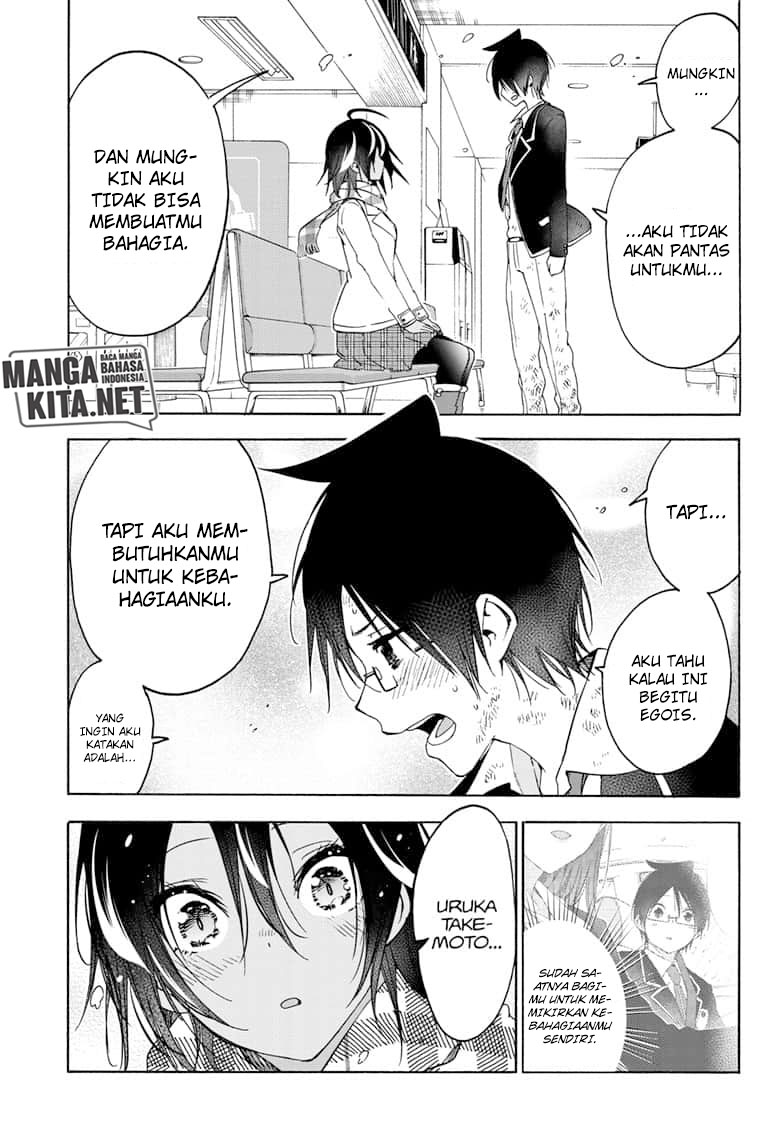 MUNGKIN
...
...AKU TIDAK
AKAN PANTAS
UNTUKMU...
DAN MUNG-
KIN AKU
TIDAK BISA
MEMBUATMU
BAHAGIA.
MANGA
KITA.NET
BACA MANGA
BAHASA
INDONESIA
TAPI...
AKU TAHU
KALAU INI
BEGITU
EGOIS.
TAPI AKU MEM-
BUTUHKANMU
UNTUK KEBA-
HAGIAANKU.
YANG
INGIN AKU
KATAKAN
ADALAH...
SUDAH SA-
ATNYA BAGI-
MU UNTUK ME-
MIKIRKAN KE-
BAHAGIAANMU
SENDIRI.
URUKA
TAKE-
MOTO...